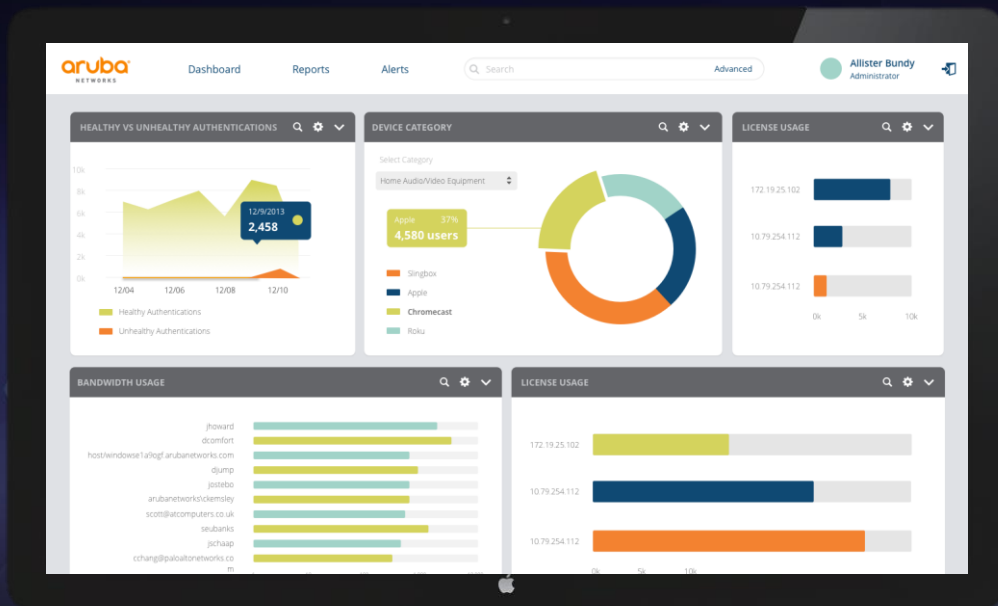 aruba
NETWORKS
Dashboard
Reports
Alerts
Search
Advanced
Allister Bundy
Administrator
HEALTHY VS UNHEALTHY AUTHENTICATIONS
10k
8k
6k
4k
2k
0k
12/9/2013
2,458
12/04 12/06 12/08 12/10
Healthy Authentications
Unhealthy Authentications
DEVICE CATEGORY
Select Category
Home Audio/Video Equipment
Apple 37%
4,580 users
Slingbox
Apple
Chromecast
Roku
LICENSE USAGE
172.19.25.102
10.79.254.112
10.79.254.112
0k 5k 10k
BANDWIDTH USAGE
jhoward
dcomfort
djump
jostebo
arubanetworks\ckemsley
scott@atcomputers.co.uk
seubanks
jschaap
cchang@paloaltonetworks.co
m
LICENSE USAGE
172.19.25.102
10.79.254.112
10.79.254.112
0k 5k 10k